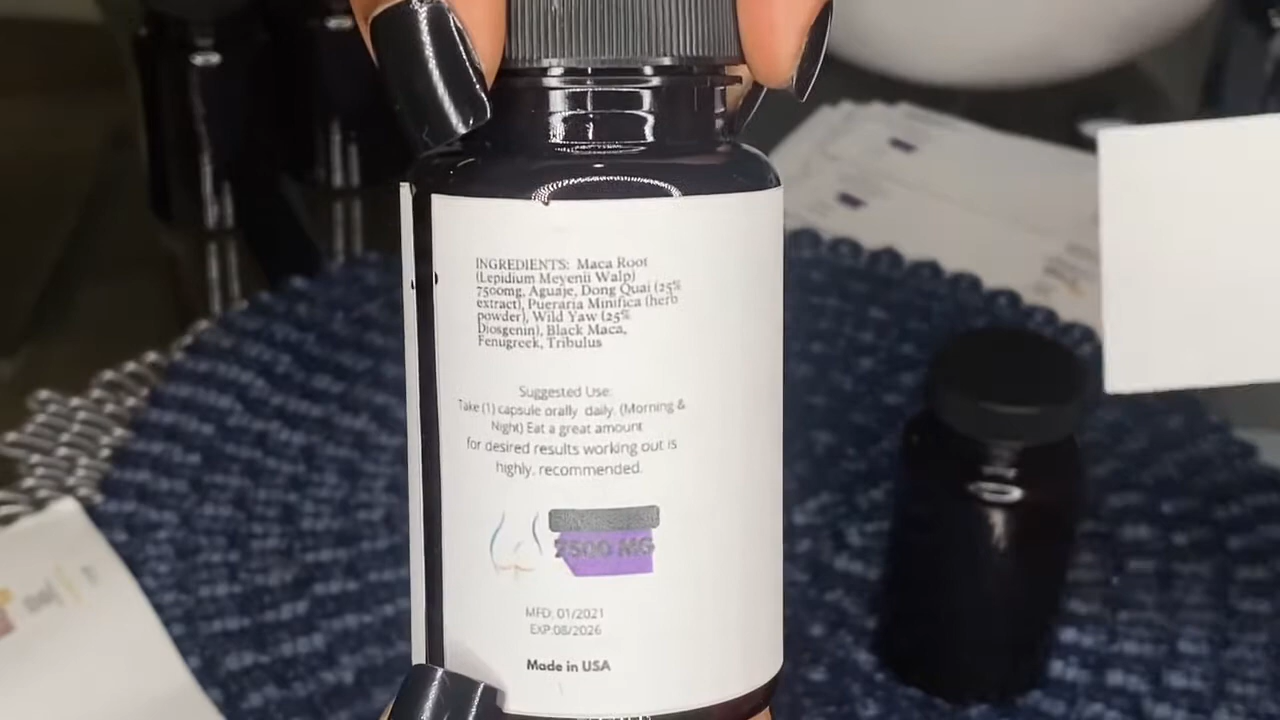 INGREDIENTS: Maca Root
(Lepidium Meyenii Walp)
7500mg, Aguaje, Dong Quai (25%
extract), Pueraria Minifica (herb
powder), Wild Yaw (25%
Diosgenin), Black Maca,
Fenugreek, Tribulus
Suggested Use:
Take (1) capsule orally daily. (Morning &
Night) Eat a great amount
for desired results working out is
highly. recommended.
7500 MG
MFD: 01/2021
EXP:08/2026
Made in USA